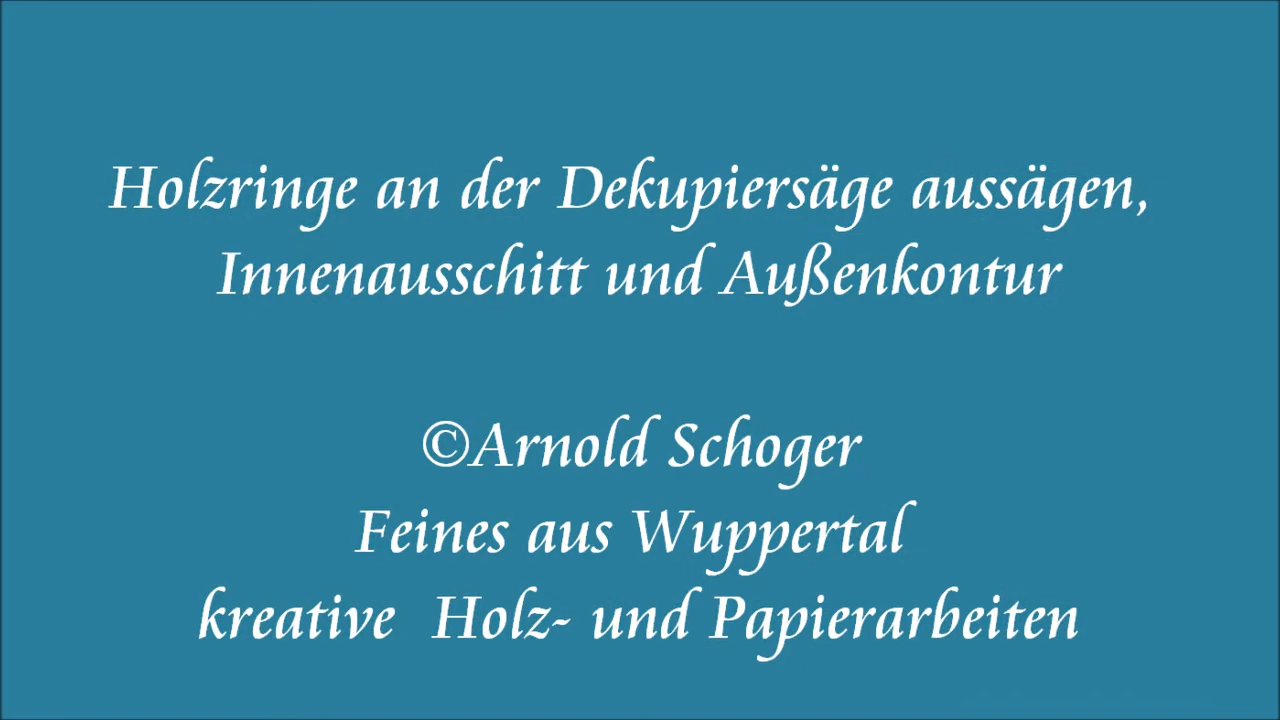 Holzringe an der Dekupiersäge aussägen,
Innenausschitt und Außenkontur
©Arnold Schoger
Feines aus Wuppertal
kreative  Holz- und Papierarbeiten